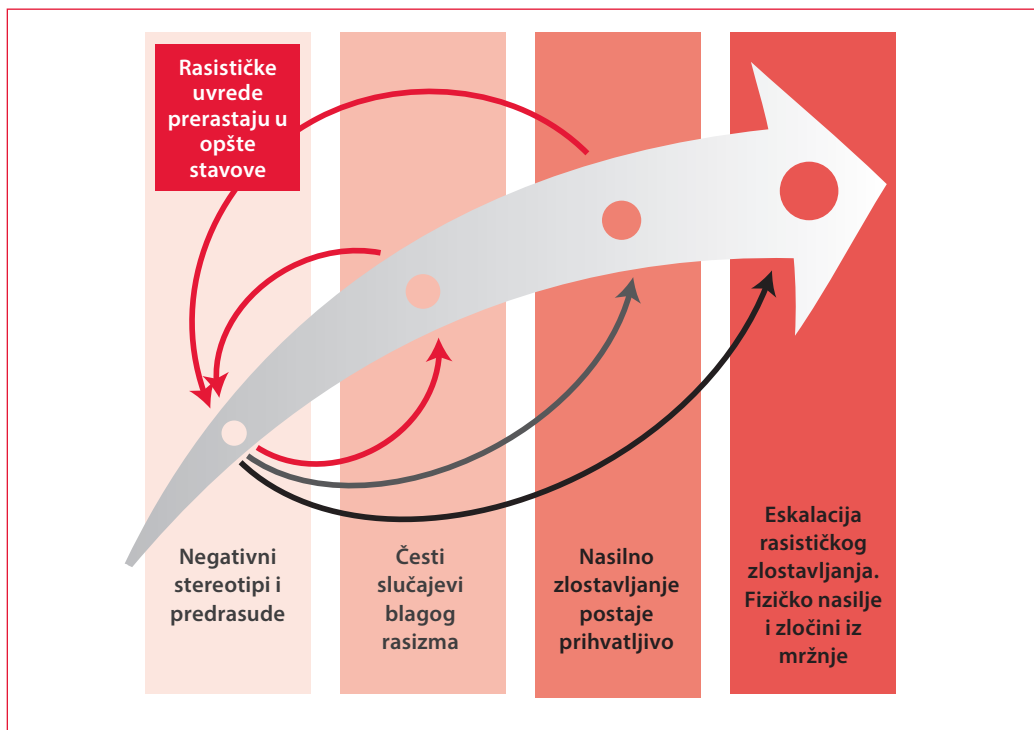 Rasističke
uvrede
prerastaju u
opšte
stavove
Negativni
stereotipi i
predrasude
Česti
slučajevi
blagog
rasizma
Nasilno
zlostavljanje
postaje
prihvatljivo
Eskalacija
rasističkog
zlostavljanja.
Fizičko nasilje
i zločini iz
mržnje